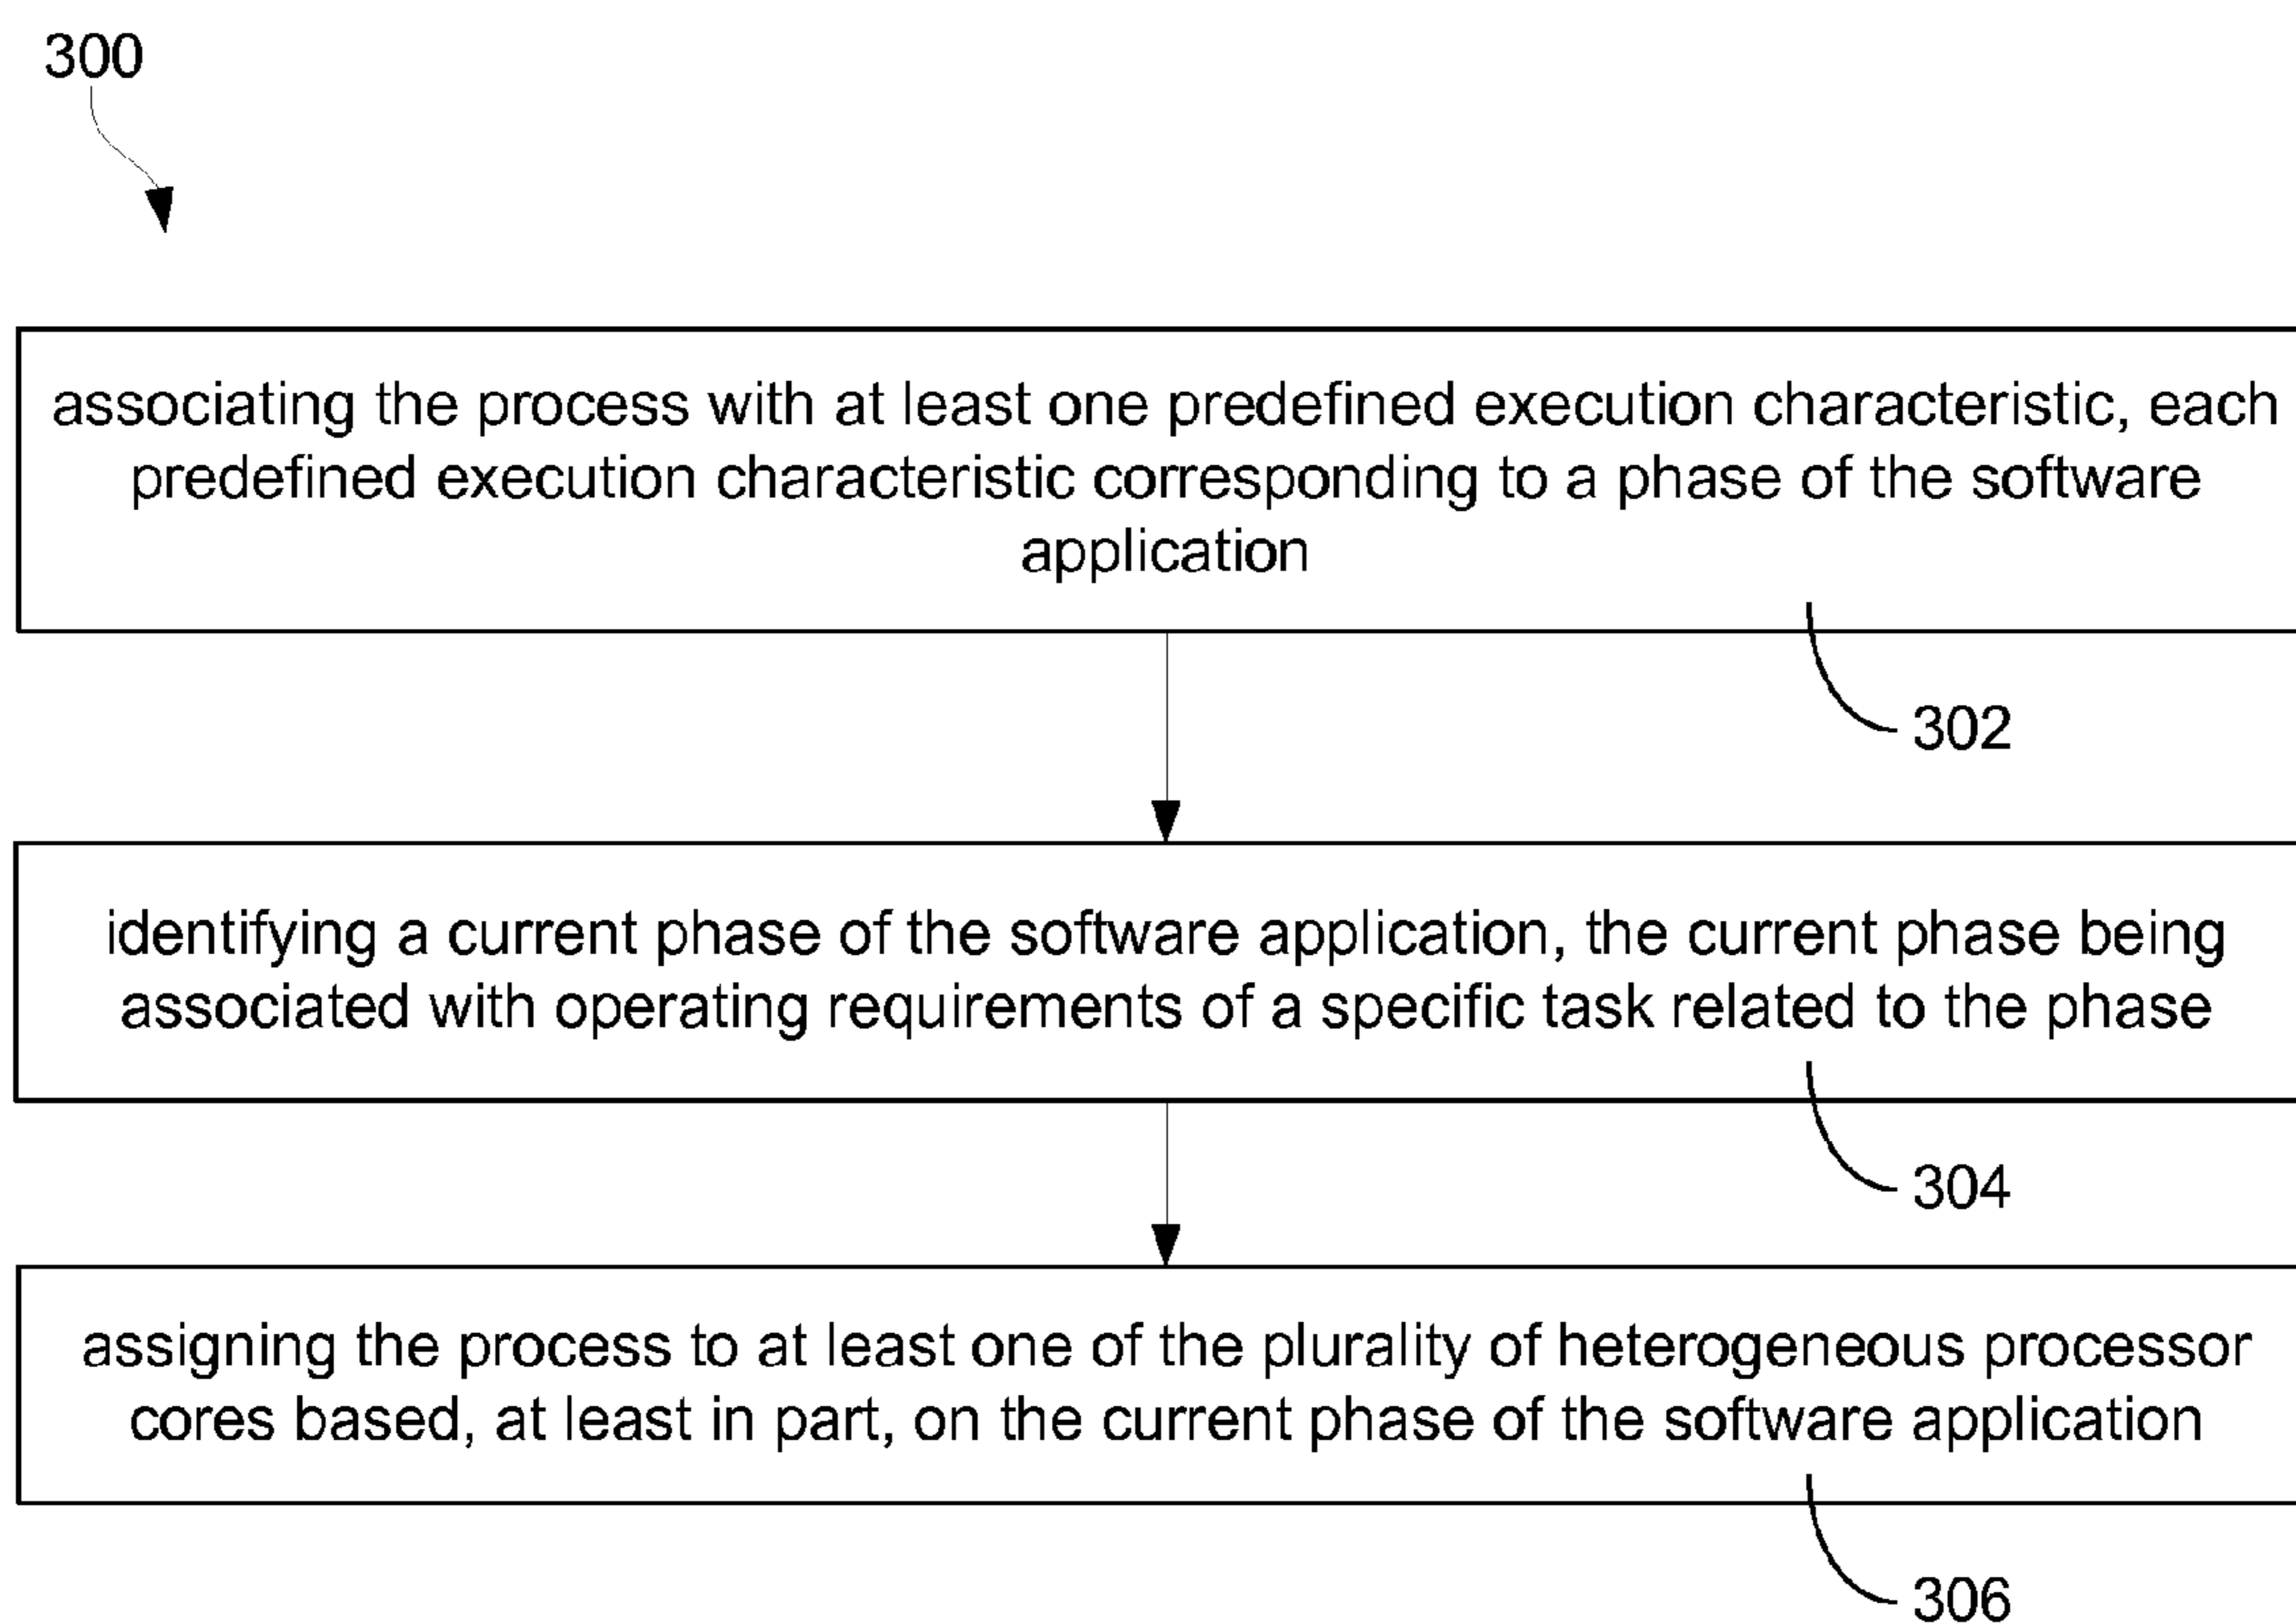 300
associating the process with at least one predefined execution characteristic, each
predefined execution characteristic corresponding to a phase of the software
application
302
identifying a current phase of the software application, the current phase being
associated with operating requirements of a specific task related to the phase
304
assigning the process to at least one of the plurality of heterogeneous processor
cores based, at least in part, on the current phase of the software application
306